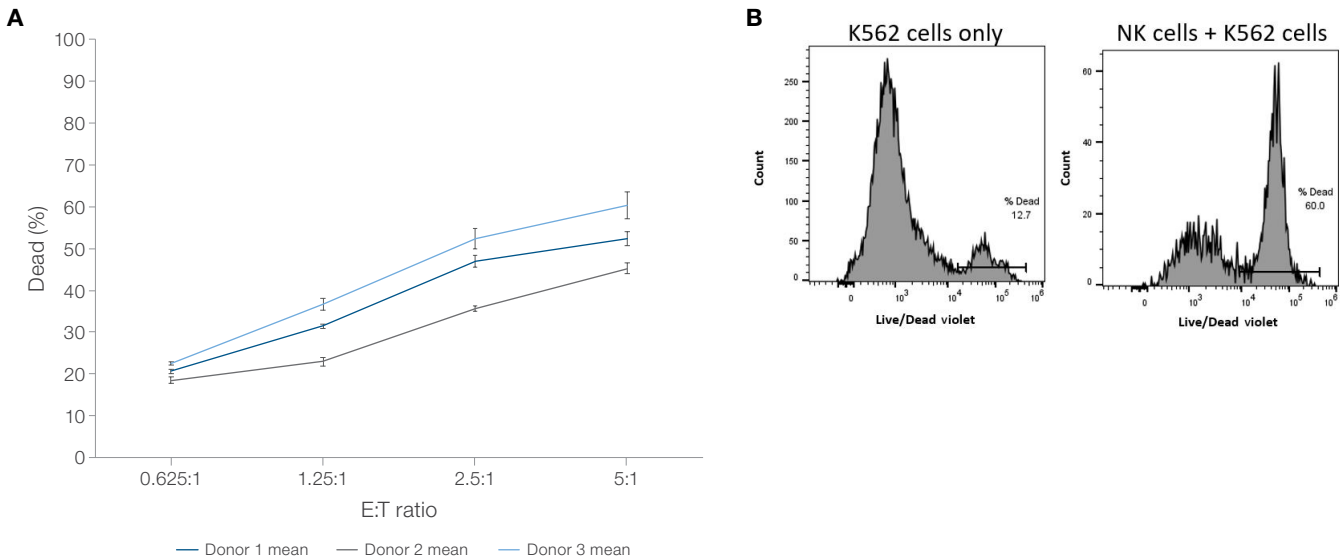 A
100
90
80
70
60
50
40
30
20
10
0
Dead (%)
0.625:1 1.25:1 2.5:1 5:1
E:T ratio
Donor 1 mean Donor 2 mean Donor 3 mean
B
K562 cells only
250
200
150
100
50
0
Count
% Dead
12.7
0 10³ 10⁴ 10⁵ 10⁶
Live/Dead violet
NK cells + K562 cells
60
40
20
0
Count
% Dead
60.0
0 10³ 10⁴ 10⁵ 10⁶
Live/Dead violet